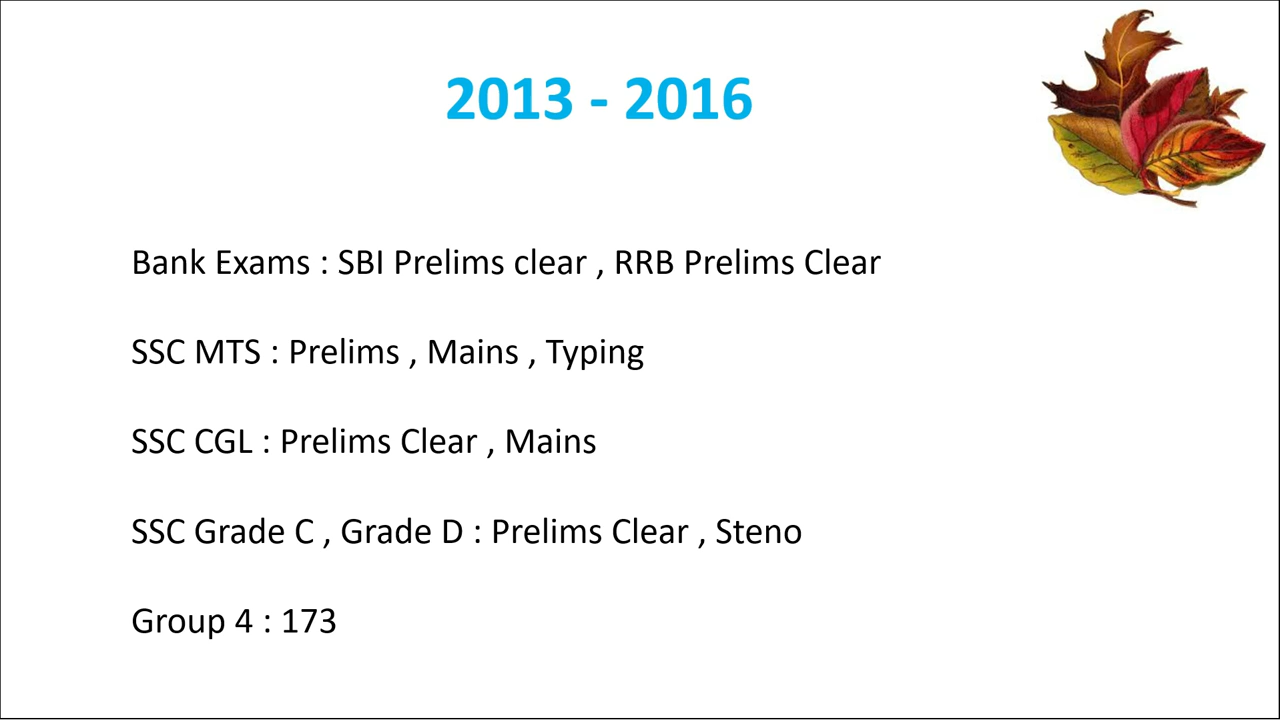 2013 - 2016
Bank Exams : SBI Prelims clear , RRB Prelims Clear
SSC MTS : Prelims , Mains , Typing
SSC CGL : Prelims Clear , Mains
SSC Grade C , Grade D : Prelims Clear , Steno
Group 4 : 173